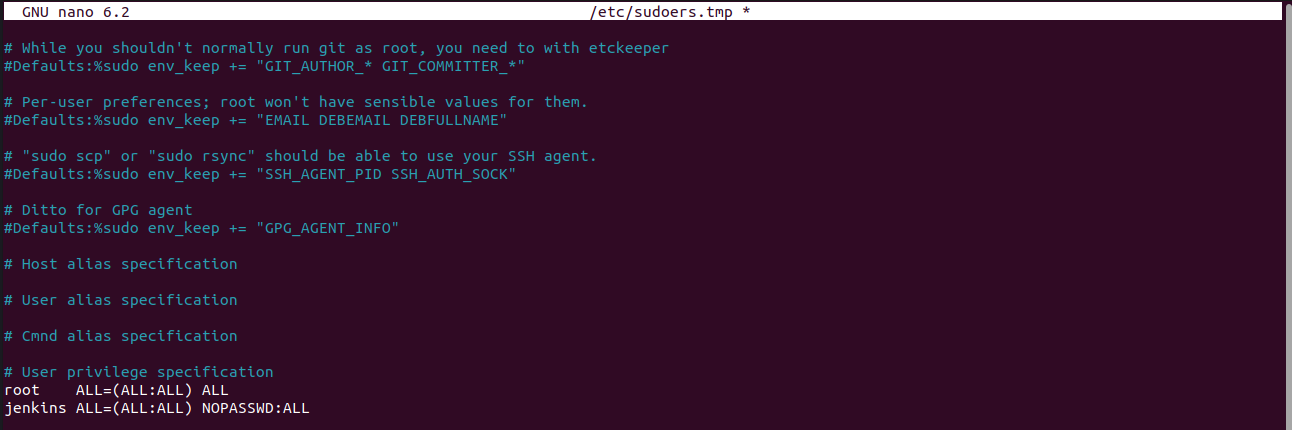 GNU nano 6.2 /etc/sudoers.tmp *
# While you shouldn't normally run git as root, you need to with etckeeper
#Defaults:%sudo env_keep += "GIT_AUTHOR_* GIT_COMMITTER_*"
# Per-user preferences; root won't have sensible values for them.
#Defaults:%sudo env_keep += "EMAIL DEBEMAIL DEBFULLNAME"
# "sudo scp" or "sudo rsync" should be able to use your SSH agent.
#Defaults:%sudo env_keep += "SSH_AGENT_PID SSH_AUTH_SOCK"
# Ditto for GPG agent
#Defaults:%sudo env_keep += "GPG_AGENT_INFO"
# Host alias specification
# User alias specification
# Cmnd alias specification
# User privilege specification
root    ALL=(ALL:ALL) ALL
jenkins ALL=(ALL:ALL) NOPASSWD:ALL